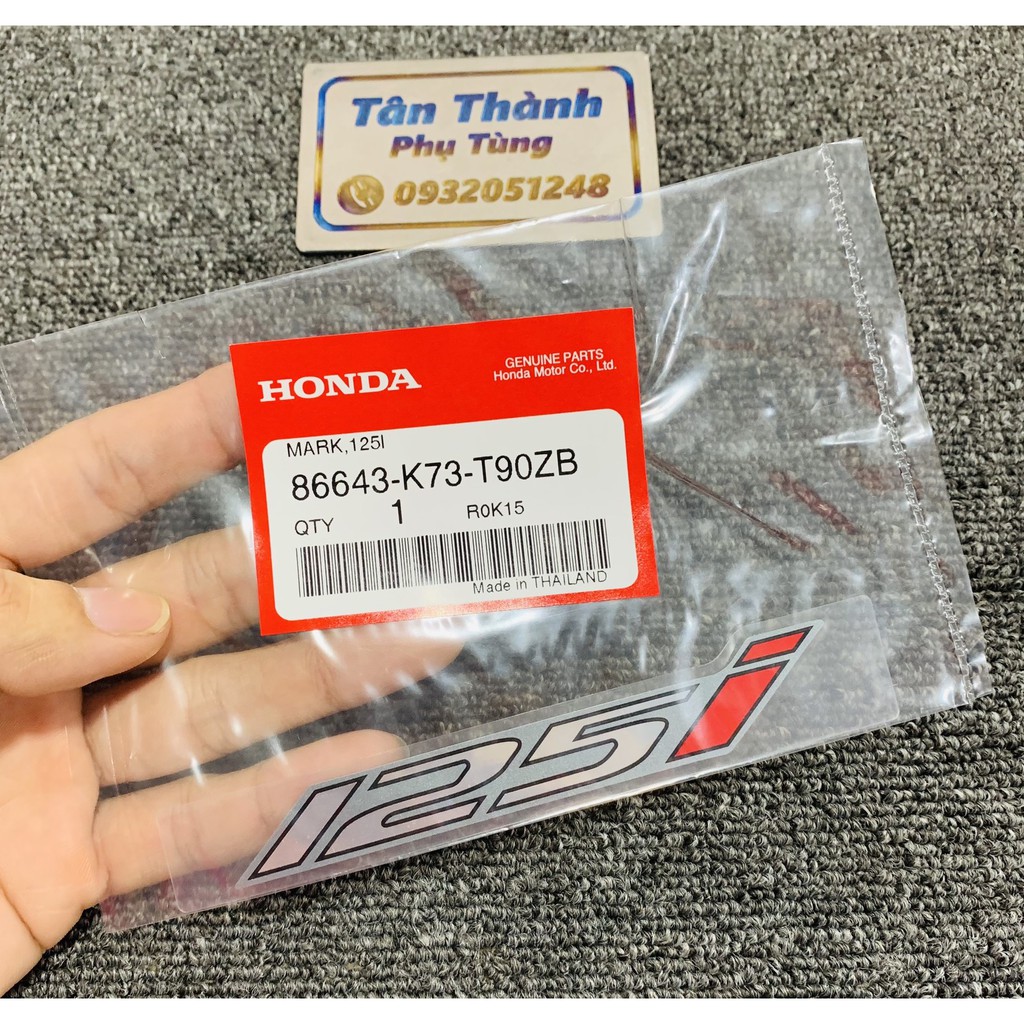 Tân Thành
Phụ Tùng
0932051248
HONDA
GENUINE PARTS
Honda Motor Co., Ltd.
MARK,125I
86643-K73-T90ZB
QTY 1 R0K15
Made in THAILAND
125i